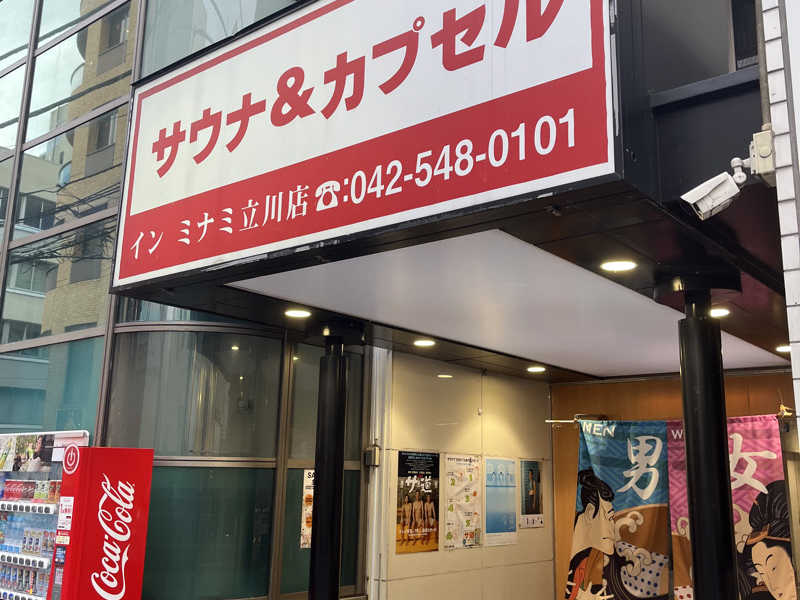 サウナ&カプセル
イン ミナミ立川店☎:042-548-0101
MEN
男
W
女
サ道
Coca-Cola